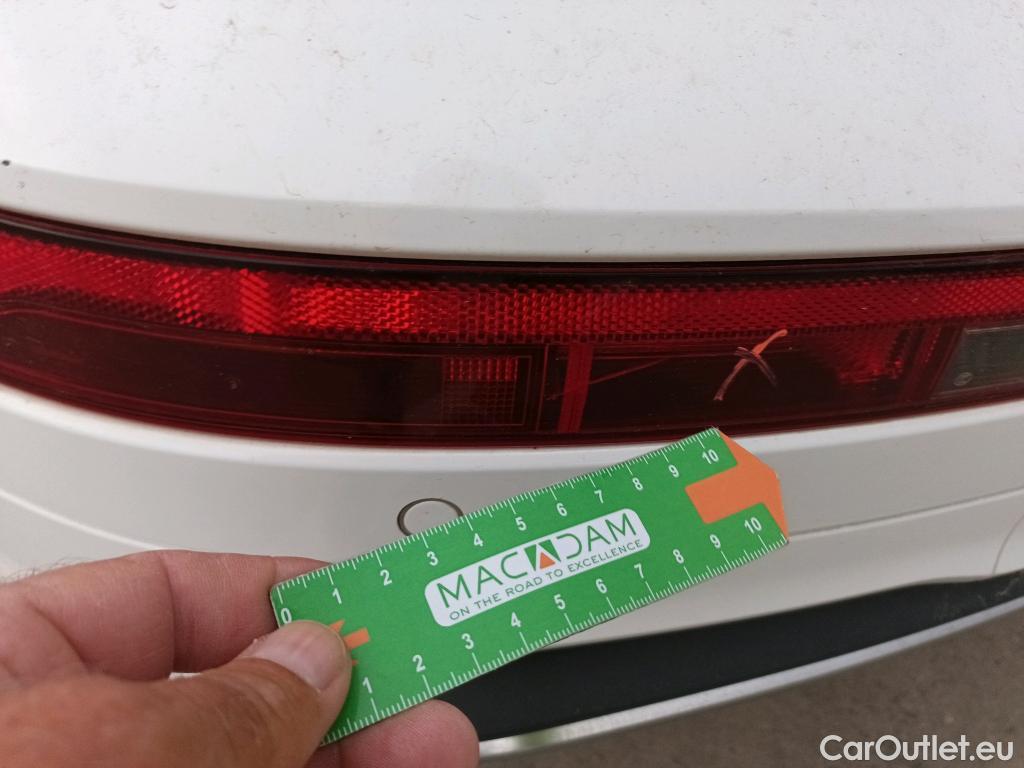 0 1 2 3 4 5 6 7 8 9 10
MACADAM
ON THE ROAD TO EXCELLENCE
1 2 3 4 5 6 7 8 9 10
CarOutlet.eu